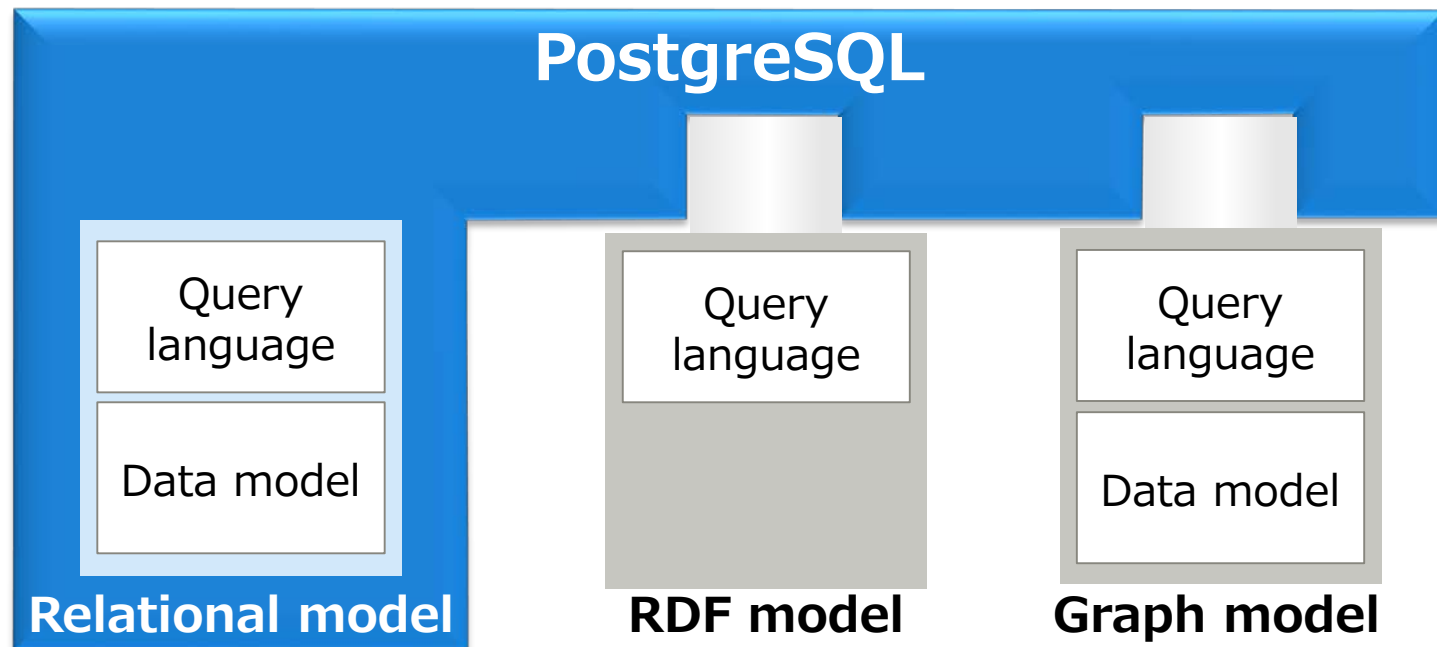 PostgreSQL
Query
language
Data model
Relational model
Query
language
RDF model
Query
language
Data model
Graph model